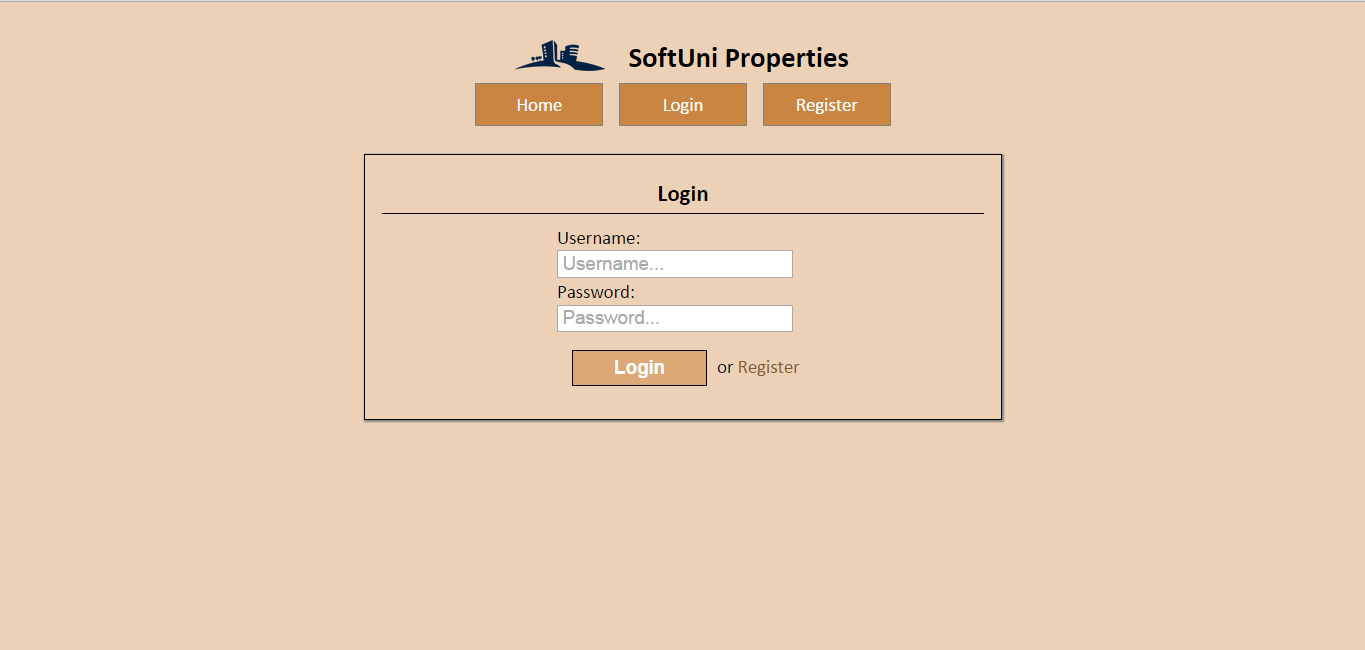 SoftUni Properties
Home Login Register
Login
Username:
Username...
Password:
Password...
Login or Register